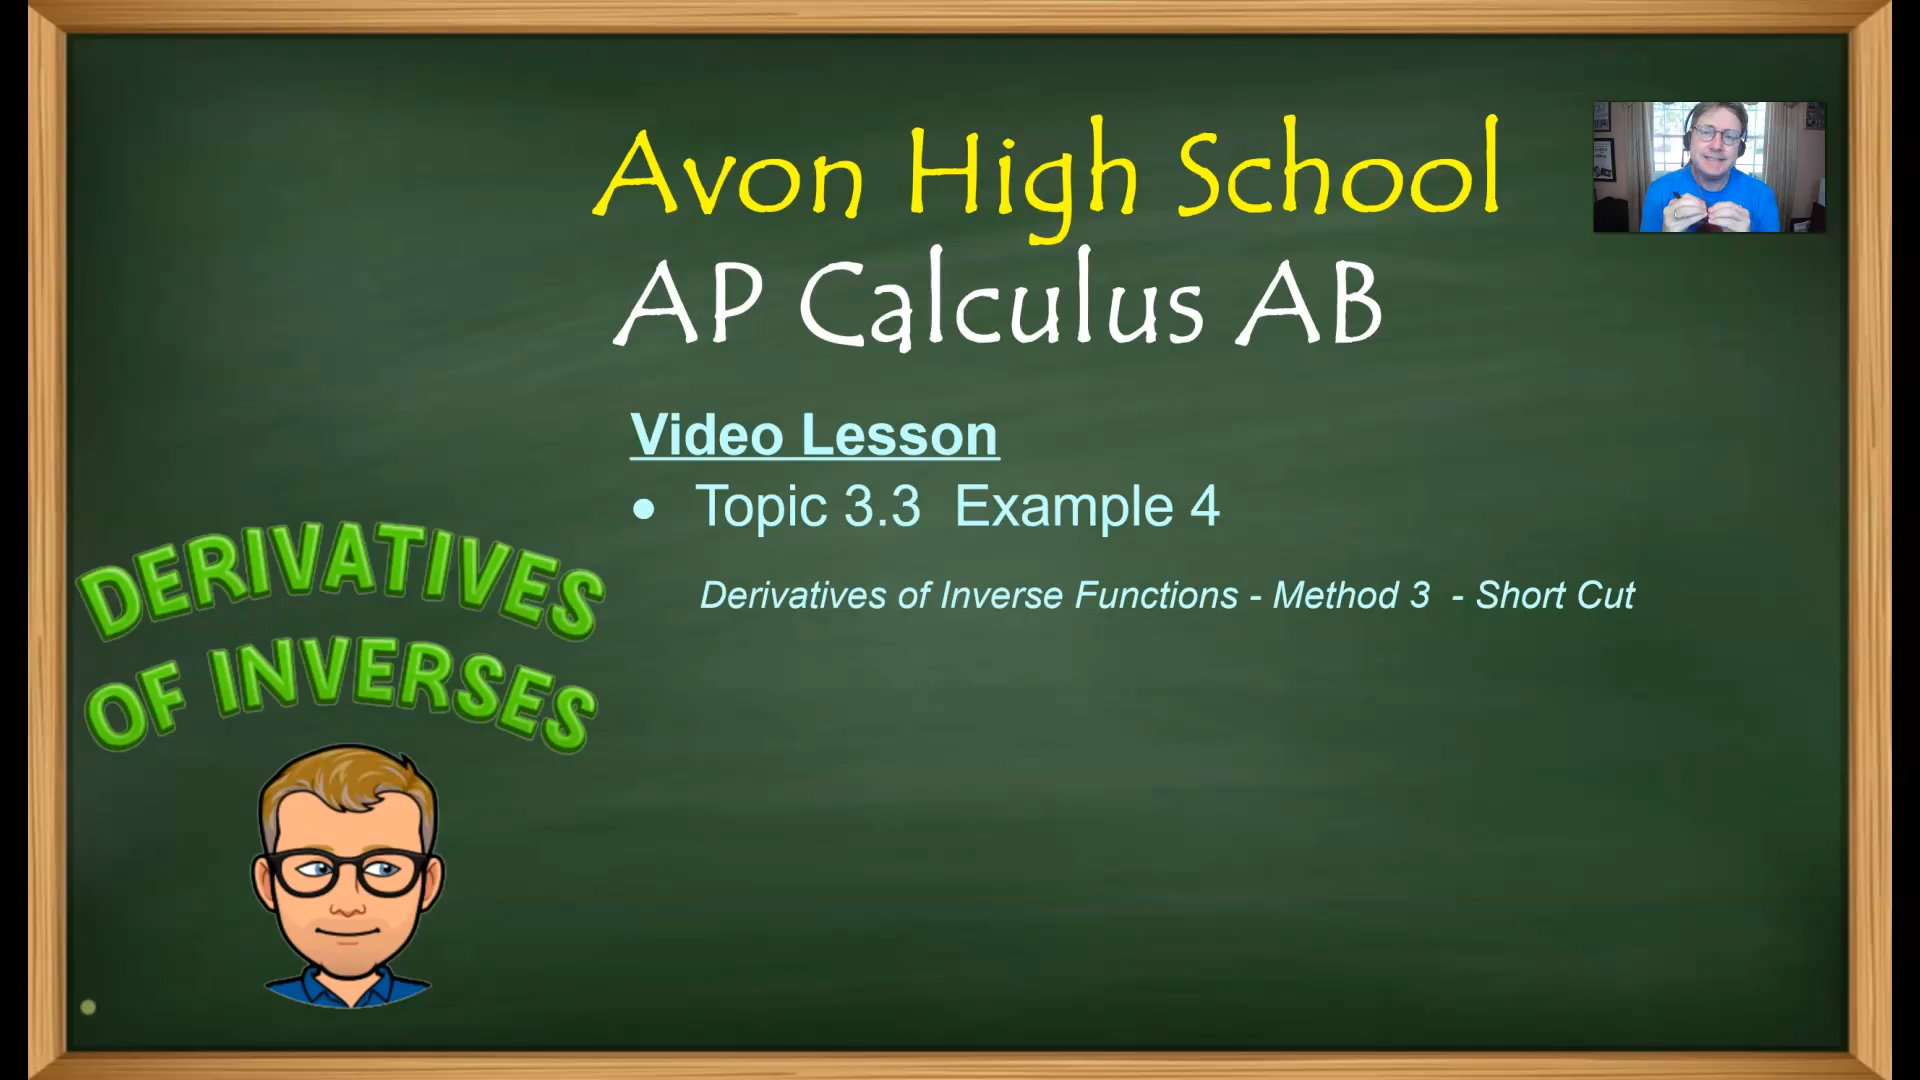 Avon High School
AP Calculus AB
Video Lesson
• Topic 3.3 Example 4
Derivatives of Inverse Functions - Method 3 - Short Cut
DERIVATIVES
OF INVERSES